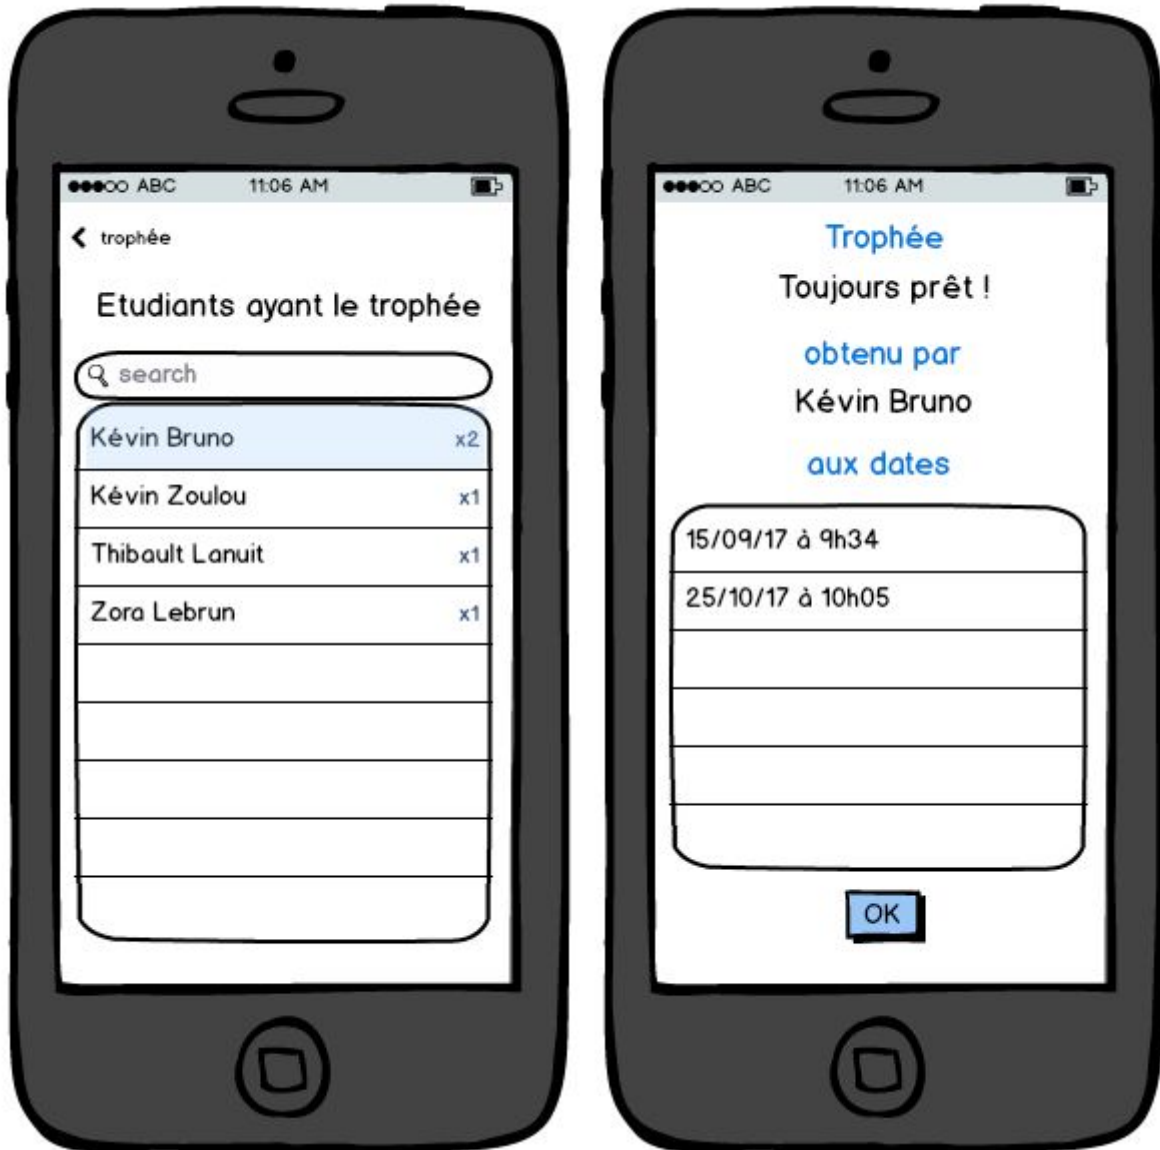 ABC 11:06 AM
trophée
Etudiants ayant le trophée
search
Kévin Bruno x2
Kévin Zoulou x1
Thibault Lanuit x1
Zora Lebrun x1
ABC 11:06 AM
Trophée
Toujours prêt !
obtenu par
Kévin Bruno
aux dates
15/09/17 à 9h34
25/10/17 à 10h05
OK